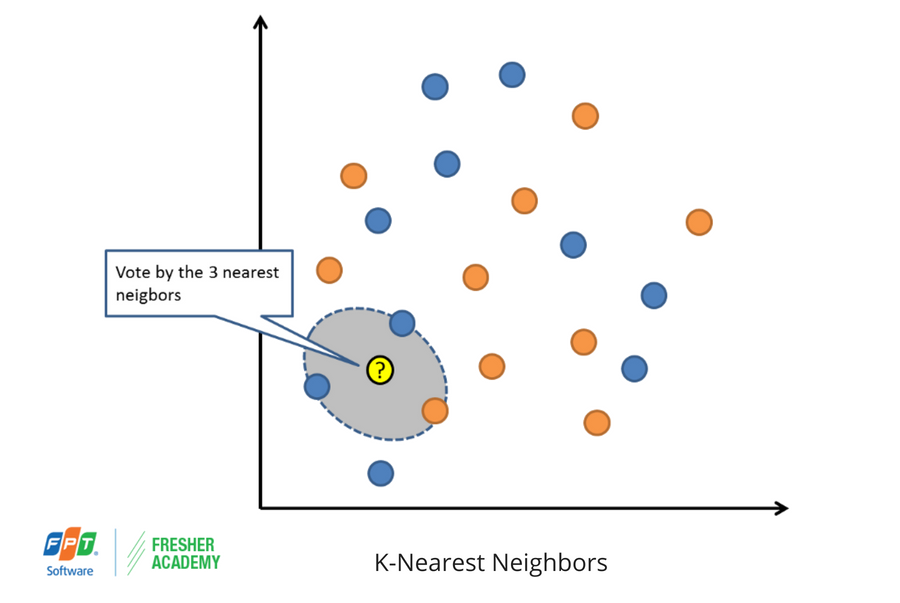 Vote by the 3 nearest
neigbors
?
FPT
Software
FRESHER
ACADEMY
K-Nearest Neighbors